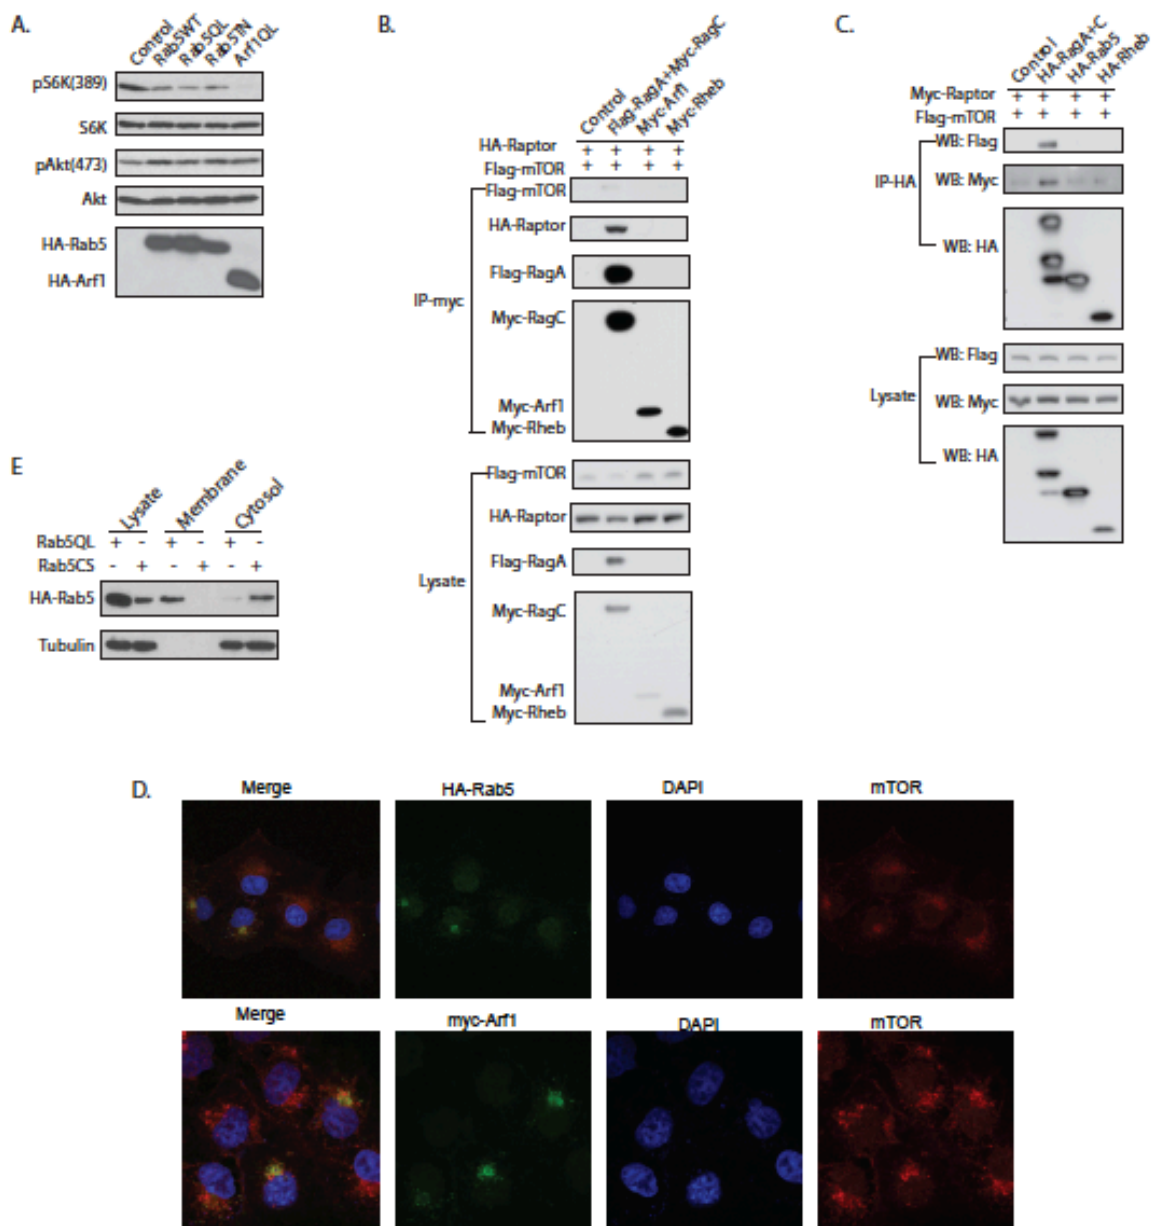 A.
Control
Rab5WT
Rab5QL
Rab5TN
Arf1QL
pS6K(389)
S6K
pAkt(473)
Akt
HA-Rab5
HA-Arf1
B.
Control
Flag-RagA+Myc-RagC
Myc-Arf1
Myc-Rheb
HA-Raptor + + + +
Flag-mTOR + + + +
IP-myc
Flag-mTOR
HA-Raptor
Flag-RagA
Myc-RagC
Myc-Arf1
Myc-Rheb
Lysate
Flag-mTOR
HA-Raptor
Flag-RagA
Myc-RagC
Myc-Arf1
Myc-Rheb
C.
Control
HA-RagA+C
HA-Rab5
HA-Rheb
Myc-Raptor + + + +
Flag-mTOR + + + +
IP-HA
WB: Flag
WB: Myc
WB: HA
Lysate
WB: Flag
WB: Myc
WB: HA
E
Lysate
Membrane
Cytosol
Rab5QL + - + - + -
Rab5CS - + - + - +
HA-Rab5
Tubulin
D.
Merge HA-Rab5 DAPI mTOR
Merge myc-Arf1 DAPI mTOR